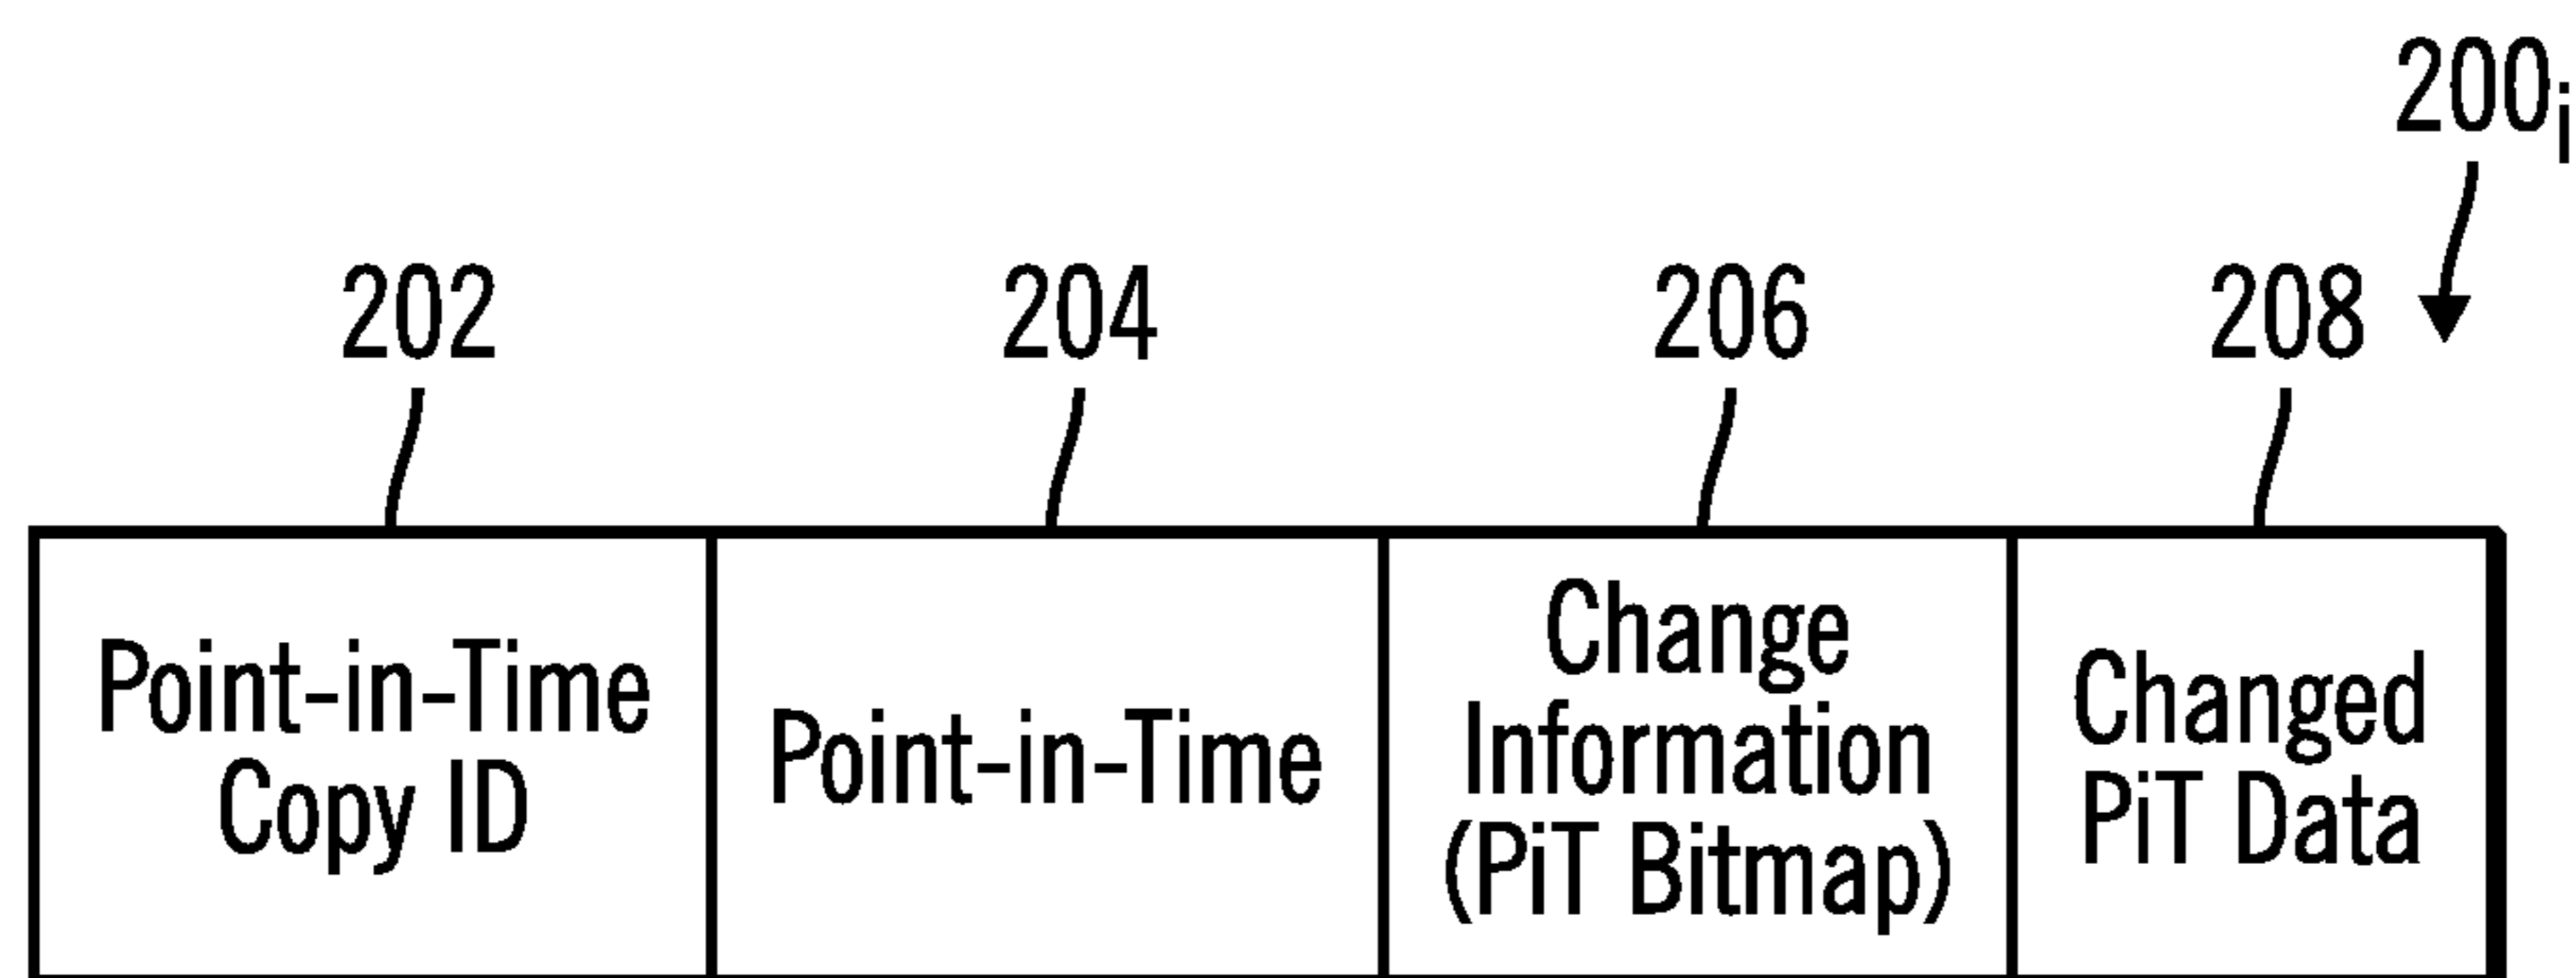 200i
202
204
206
208
Point-in-Time
Copy ID
Point-in-Time
Change
Information
(PiT Bitmap)
Changed
PiT Data